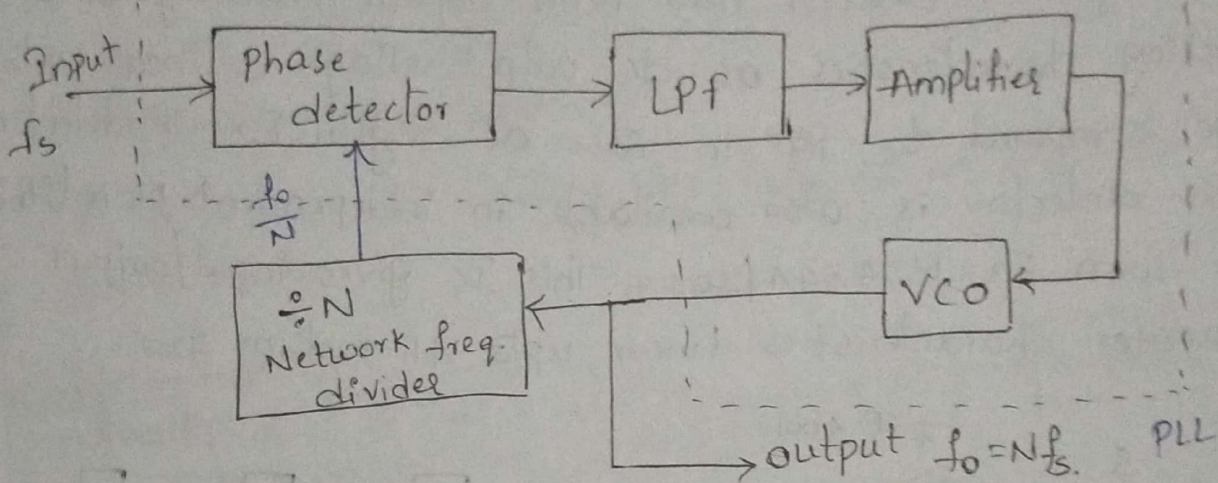 Input
fs
Phase
detector
LPf
Amplifier
fo
N
÷N
Network freq.
divider
VCO
output fo=Nfs.
PLL